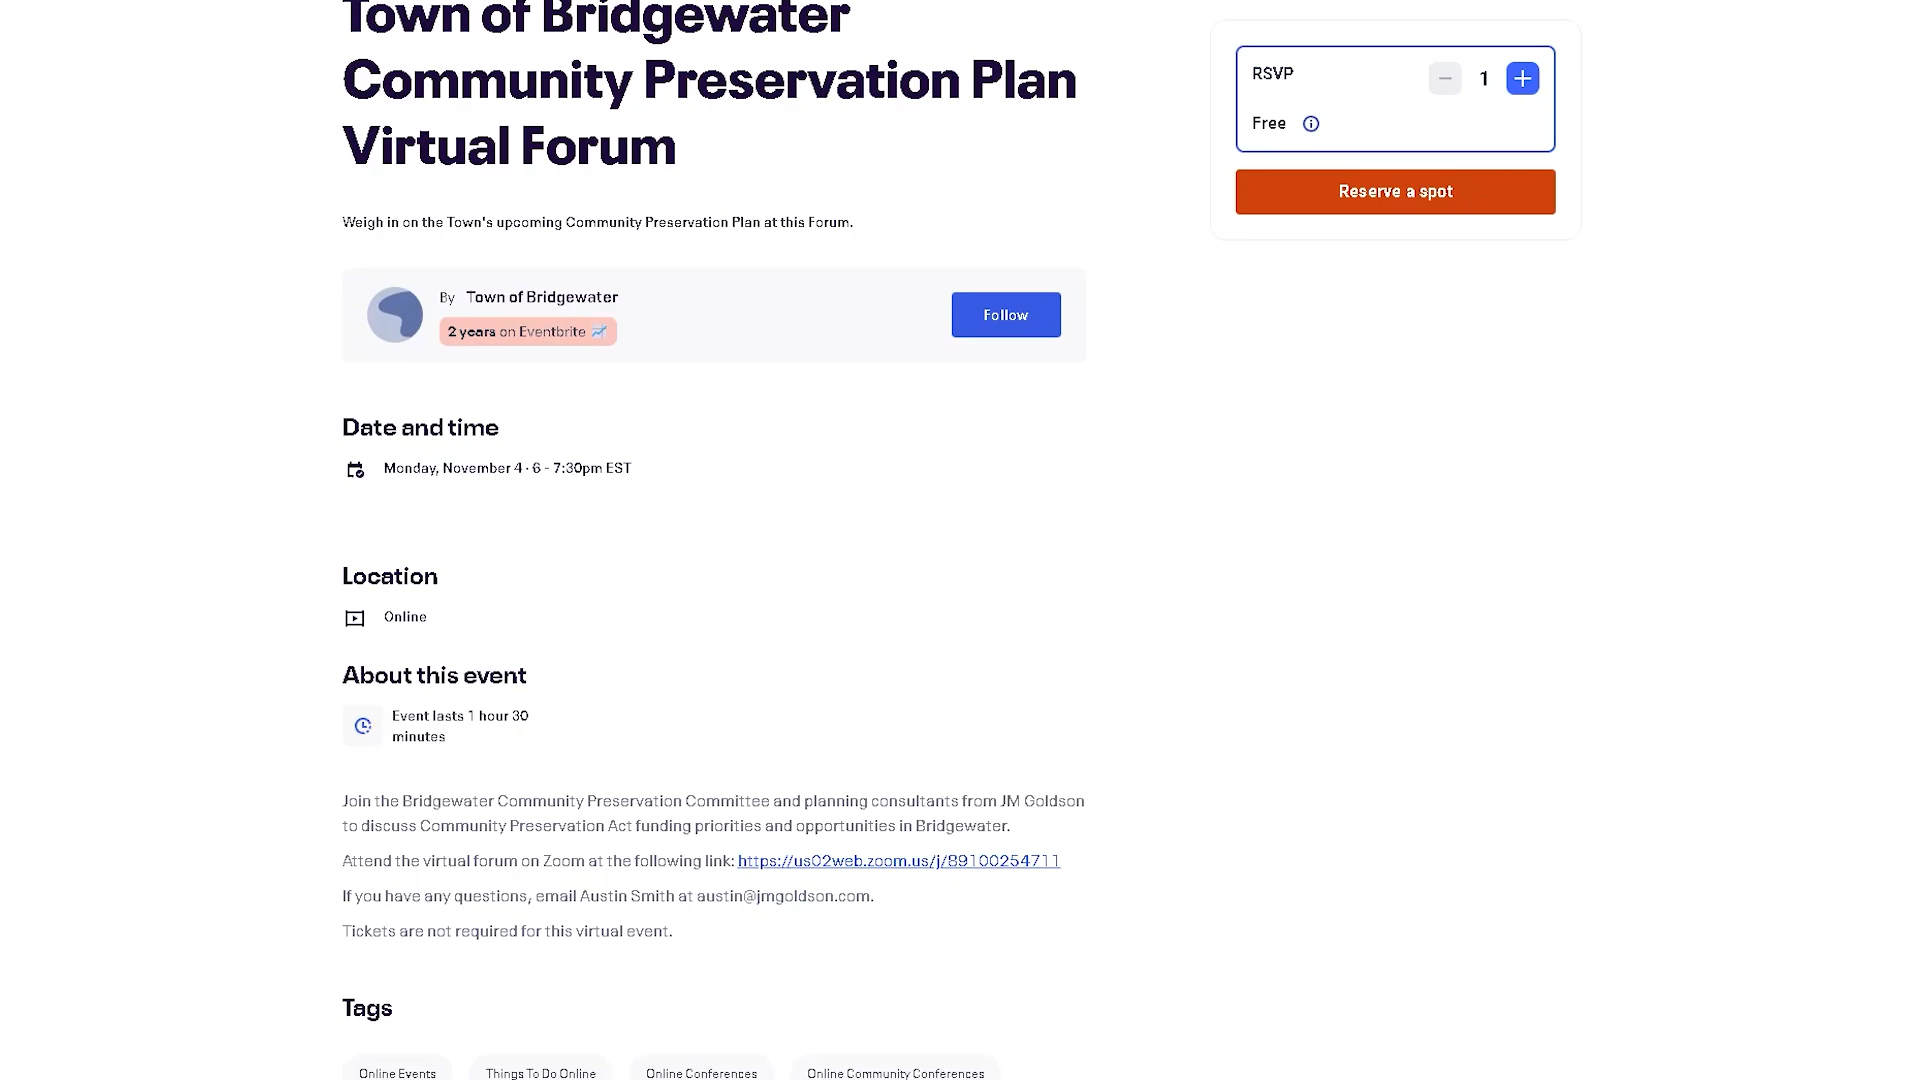 Town of Bridgewater
Community Preservation Plan
Virtual Forum
Weigh in on the Town's upcoming Community Preservation Plan at this Forum.
By Town of Bridgewater
2 years on Eventbrite
Follow
RSVP
1
Free
Reserve a spot
Date and time
Monday, November 4 · 6 - 7:30pm EST
Location
Online
About this event
Event lasts 1 hour 30
minutes
Join the Bridgewater Community Preservation Committee and planning consultants from JM Goldson
to discuss Community Preservation Act funding priorities and opportunities in Bridgewater.
Attend the virtual forum on Zoom at the following link: https://us02web.zoom.us/j/89100254711
If you have any questions, email Austin Smith at austin@jmgoldson.com.
Tickets are not required for this virtual event.
Tags
Online Events
Things To Do Online
Online Conferences
Online Community Conferences